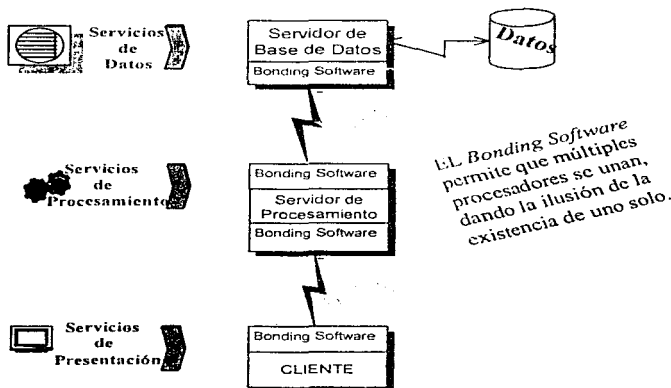 Servicios
de
Datos
Servidor de
Base de Datos
Bonding Software
Datos
EL Bonding Software
permite que múltiples
procesadores se unan,
dando la ilusión de la
existencia de uno solo.
Servicios
de
Procesamiento
Bonding Software
Servidor de
Procesamiento
Bonding Software
Servicios
de
Presentación
Bonding Software
CLIENTE